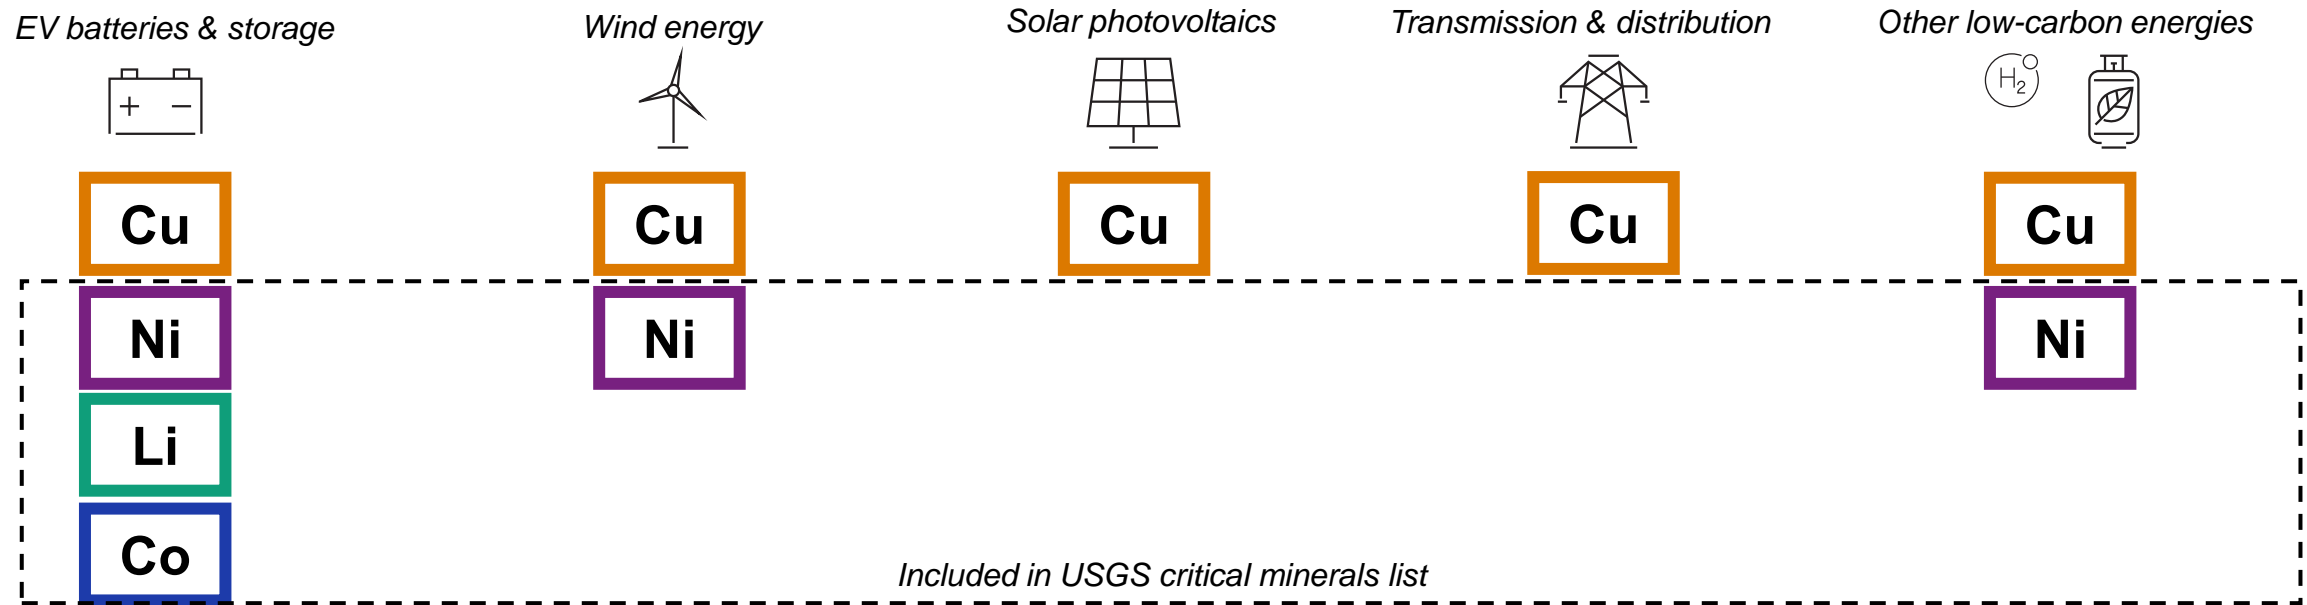 EV batteries & storage
Wind energy
Solar photovoltaics
Transmission & distribution
Other low-carbon energies
+ −
H2
Cu
Cu
Cu
Cu
Cu
Ni
Ni
Ni
Li
Co
Included in USGS critical minerals list